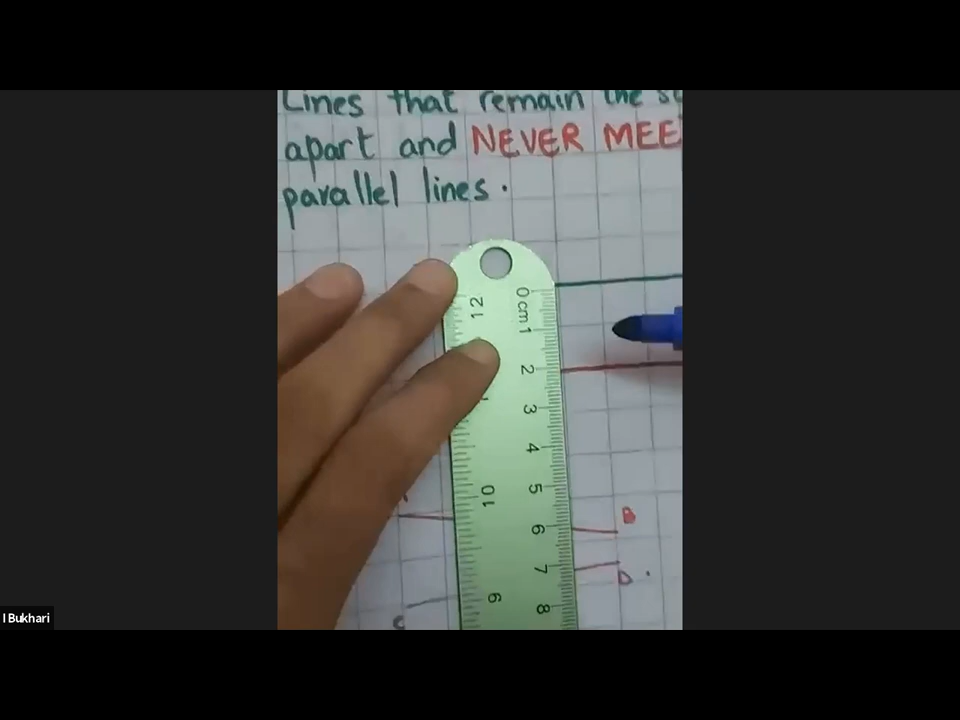 Lines that remain the
apart and NEVER MEE
parallel lines.
12
0 cm 1
2
3
4
5
10
6
B
7
D.
9
8
C
I Bukhari